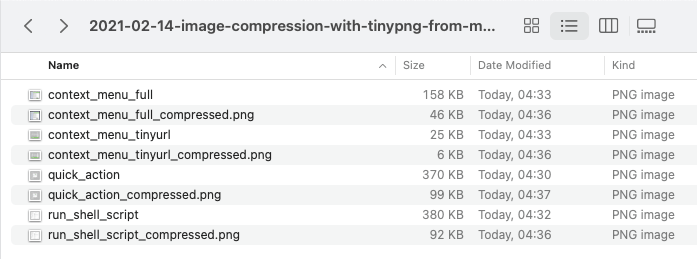 2021-02-14-image-compression-with-tinypng-from-m...
Name Size Date Modified Kind
context_menu_full 158 KB Today, 04:33 PNG image
context_menu_full_compressed.png 46 KB Today, 04:36 PNG image
context_menu_tinyurl 25 KB Today, 04:33 PNG image
context_menu_tinyurl_compressed.png 6 KB Today, 04:36 PNG image
quick_action 370 KB Today, 04:30 PNG image
quick_action_compressed.png 99 KB Today, 04:37 PNG image
run_shell_script 380 KB Today, 04:32 PNG image
run_shell_script_compressed.png 92 KB Today, 04:36 PNG image